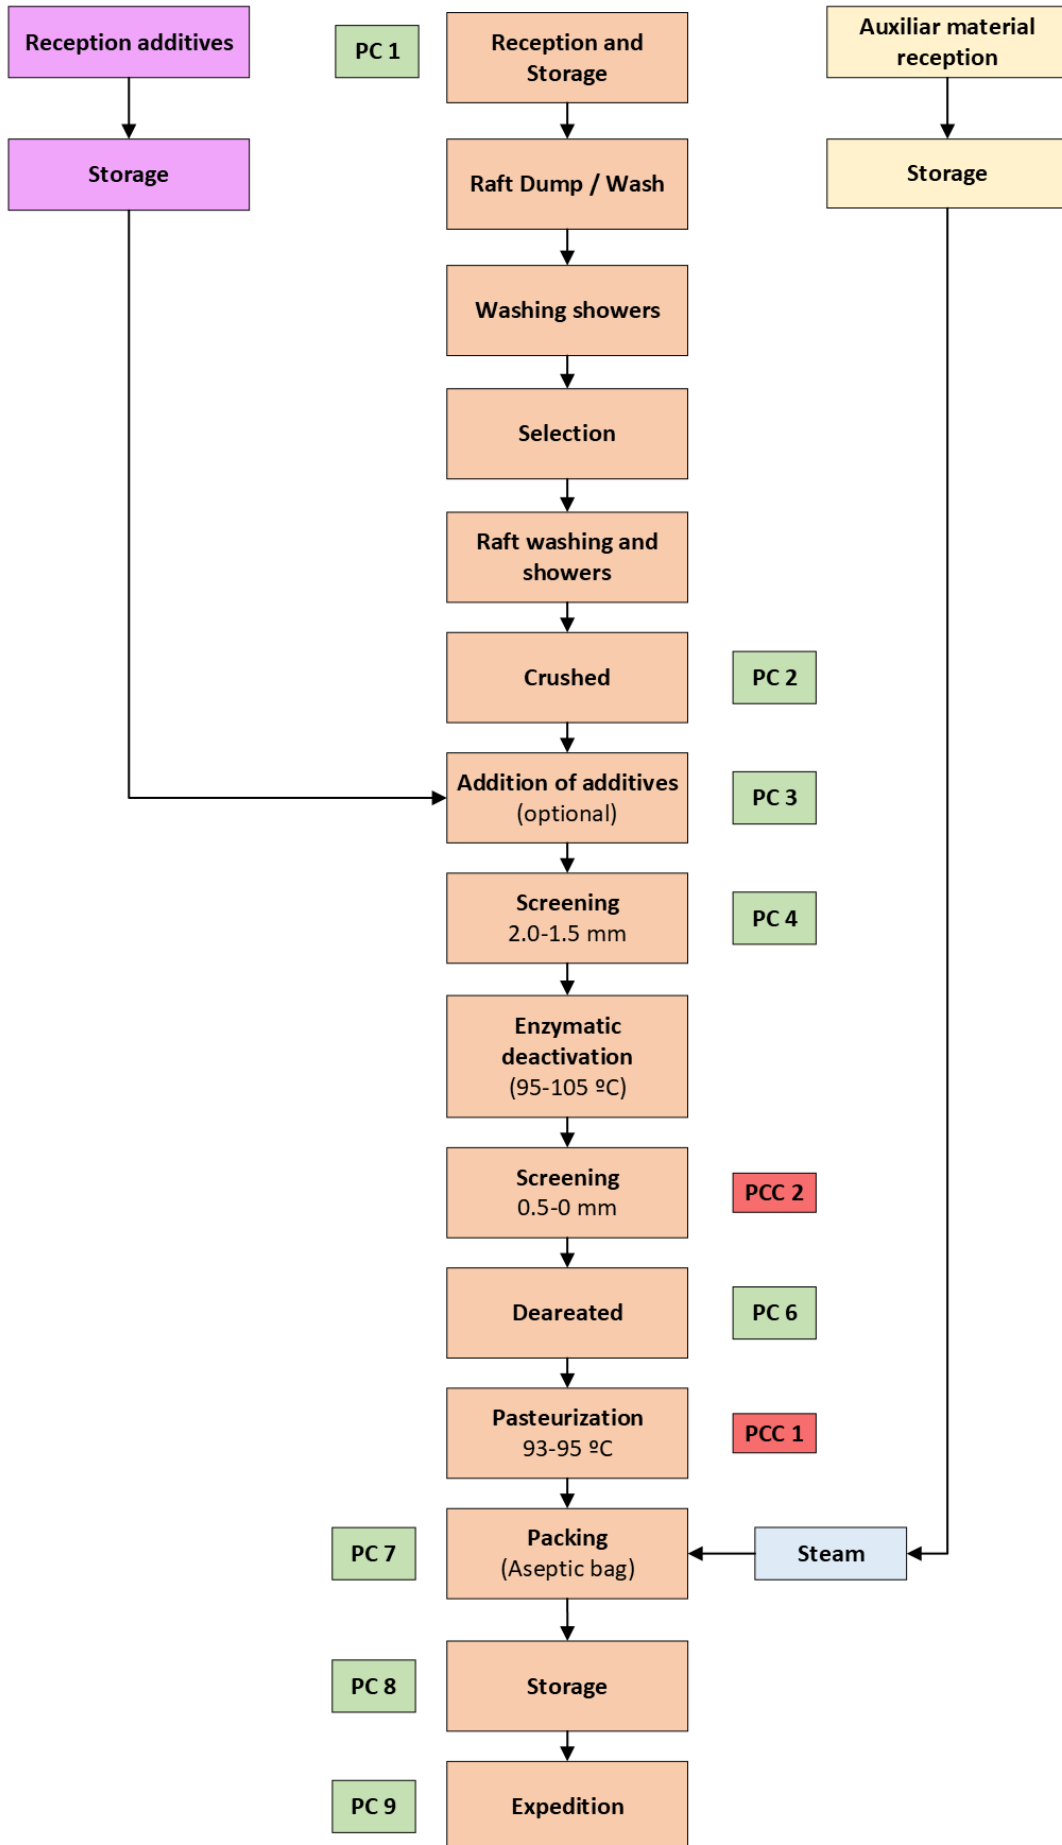 Reception additives
PC 1
Reception and
Storage
Auxiliar material
reception
Storage
Raft Dump / Wash
Storage
Washing showers
Selection
Raft washing and
showers
Crushed
PC 2
Addition of additives
(optional)
PC 3
Screening
2.0-1.5 mm
PC 4
Enzymatic
deactivation
(95-105 ºC)
Screening
0.5-0 mm
PCC 2
Deareated
PC 6
Pasteurization
93-95 ºC
PCC 1
PC 7
Packing
(Aseptic bag)
Steam
PC 8
Storage
PC 9
Expedition